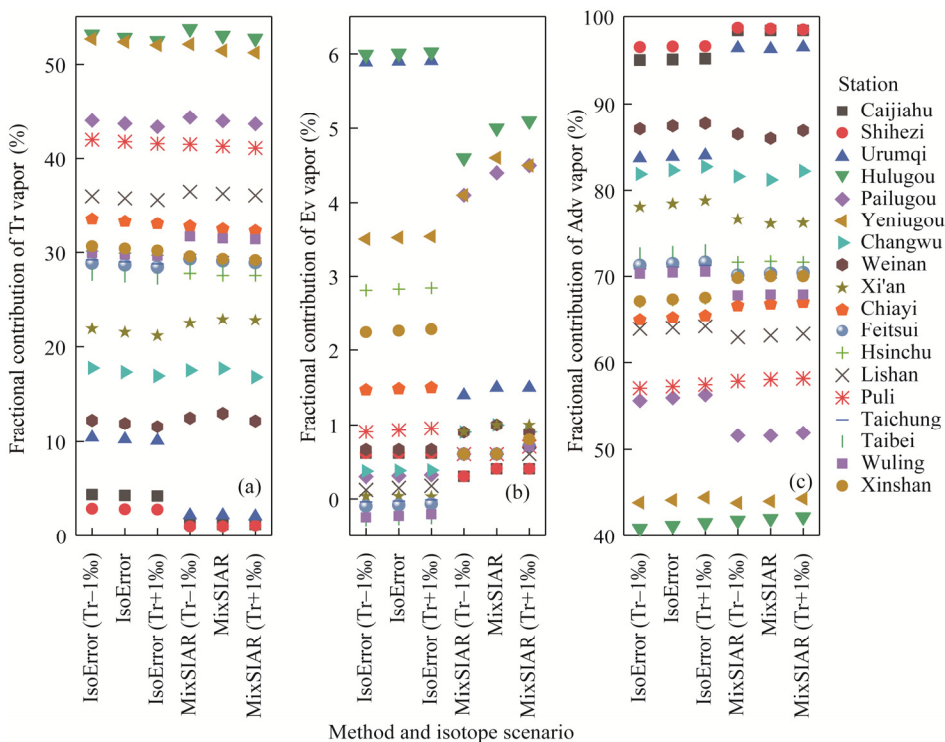 Fractional contribution of Tr vapor (%)
50
40
30
20
10
0
(a)
IsoError (Tr−1‰)
IsoError
IsoError (Tr+1‰)
MixSIAR (Tr−1‰)
MixSIAR
MixSIAR (Tr+1‰)
Fractional contribution of Ev vapor (%)
6
5
4
3
2
1
0
(b)
IsoError (Tr−1‰)
IsoError
IsoError (Tr+1‰)
MixSIAR (Tr−1‰)
MixSIAR
MixSIAR (Tr+1‰)
Fractional contribution of Adv vapor (%)
100
90
80
70
60
50
40
(c)
IsoError (Tr−1‰)
IsoError
IsoError (Tr+1‰)
MixSIAR (Tr−1‰)
MixSIAR
MixSIAR (Tr+1‰)
Station
Caijiahu
Shihezi
Urumqi
Hulugou
Pailugou
Yeniugou
Changwu
Weinan
Xi'an
Chiayi
Feitsui
Hsinchu
Lishan
Puli
Taichung
Taibei
Wuling
Xinshan
Method and isotope scenario